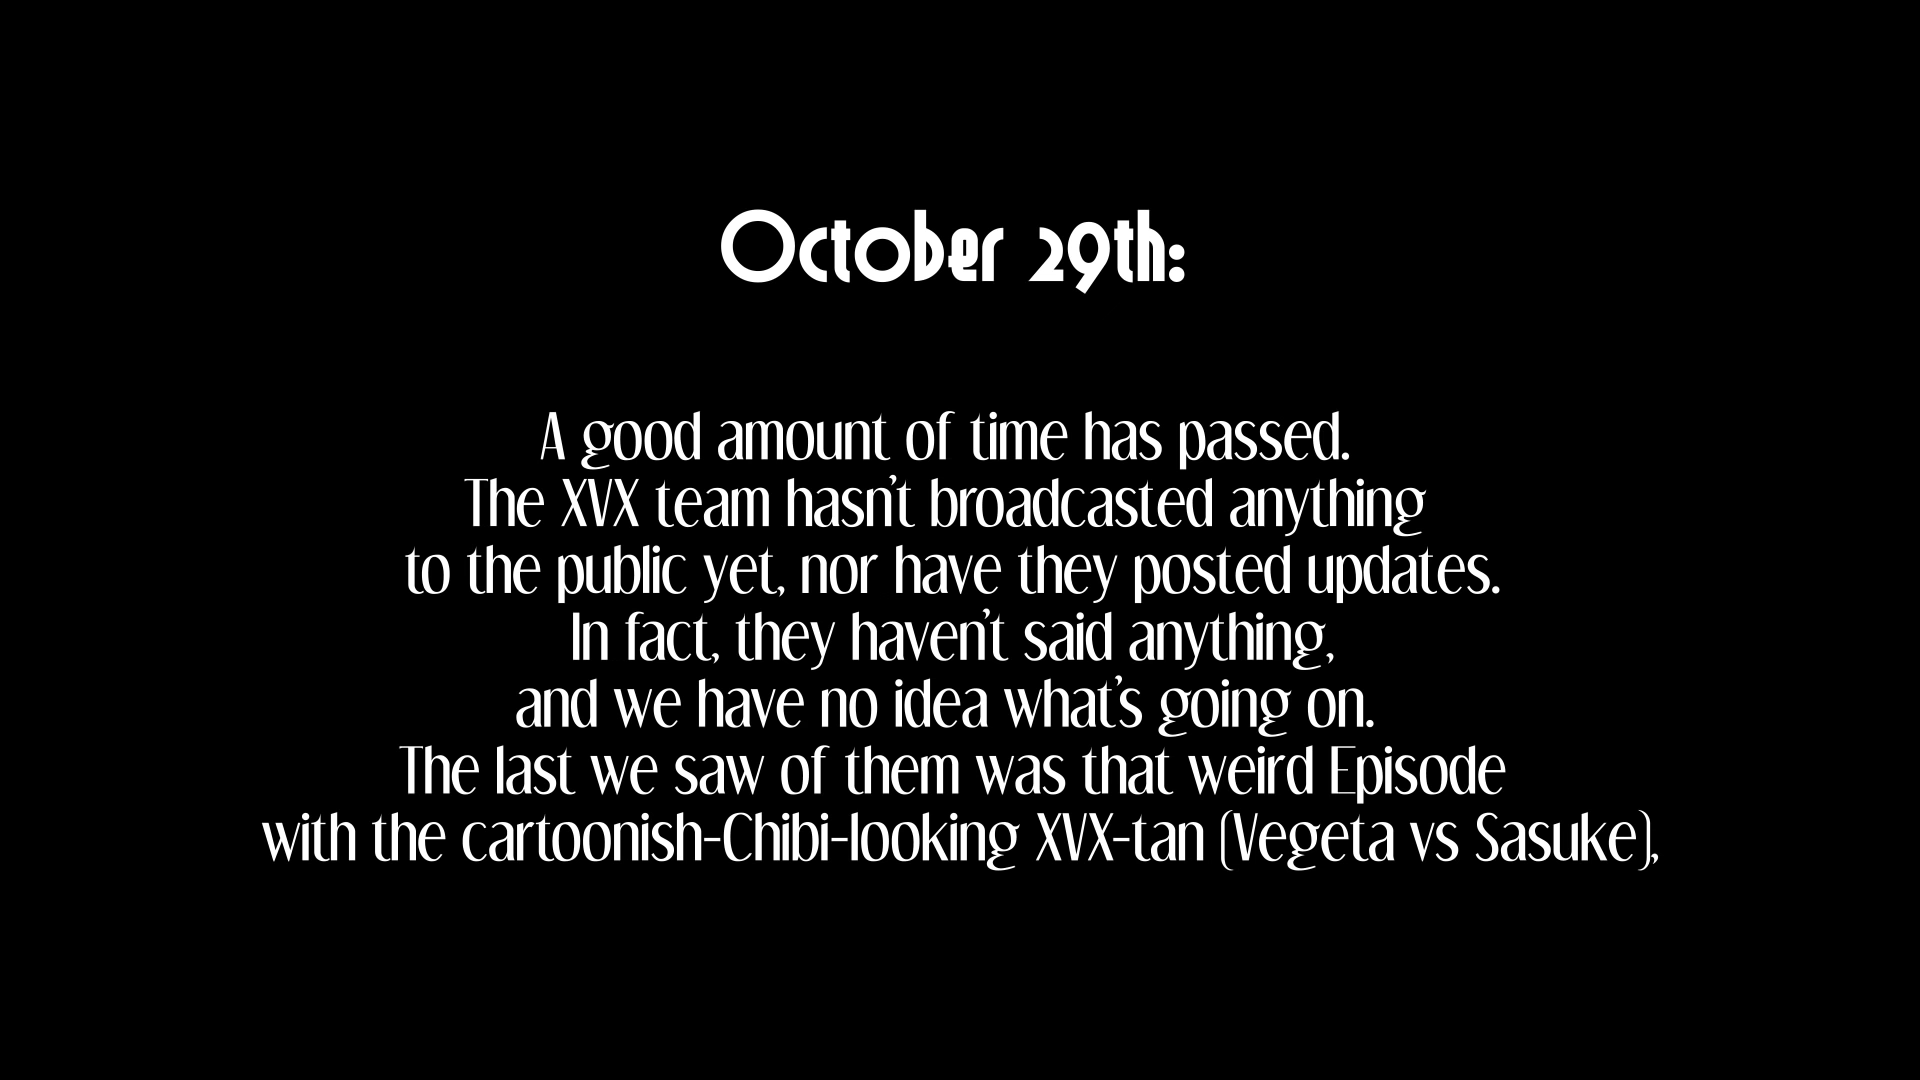 October 29th:
A good amount of time has passed.
The XVX team hasn't broadcasted anything
to the public yet, nor have they posted updates.
In fact, they haven't said anything,
and we have no idea what's going on.
The last we saw of them was that weird Episode
with the cartoonish-Chibi-looking XVX-tan (Vegeta vs Sasuke),